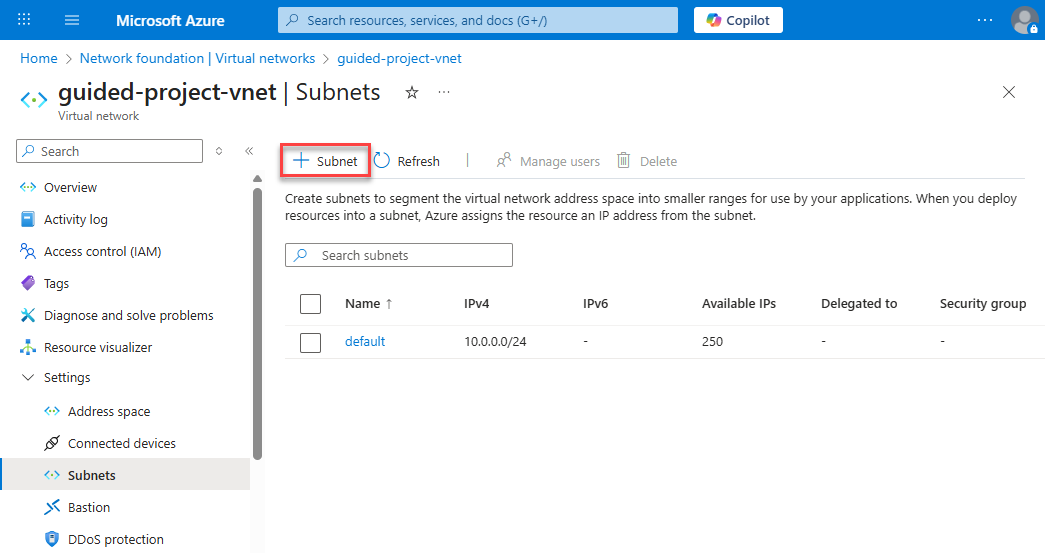 Microsoft Azure
Search resources, services, and docs (G+/)
Copilot
Home > Network foundation | Virtual networks > guided-project-vnet
guided-project-vnet | Subnets
Virtual network
Search
Overview
Activity log
Access control (IAM)
Tags
Diagnose and solve problems
Resource visualizer
Settings
Address space
Connected devices
Subnets
Bastion
DDoS protection
+ Subnet Refresh | Manage users Delete
Create subnets to segment the virtual network address space into smaller ranges for use by your applications. When you deploy
resources into a subnet, Azure assigns the resource an IP address from the subnet.
Search subnets
Name ↑ IPv4 IPv6 Available IPs Delegated to Security group
default 10.0.0.0/24 - 250 - -